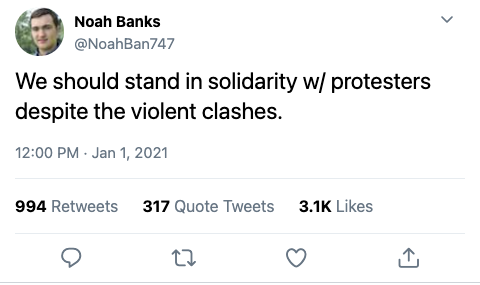 Noah Banks
@NoahBan747
We should stand in solidarity w/ protesters
despite the violent clashes.
12:00 PM · Jan 1, 2021
994 Retweets 317 Quote Tweets 3.1K Likes